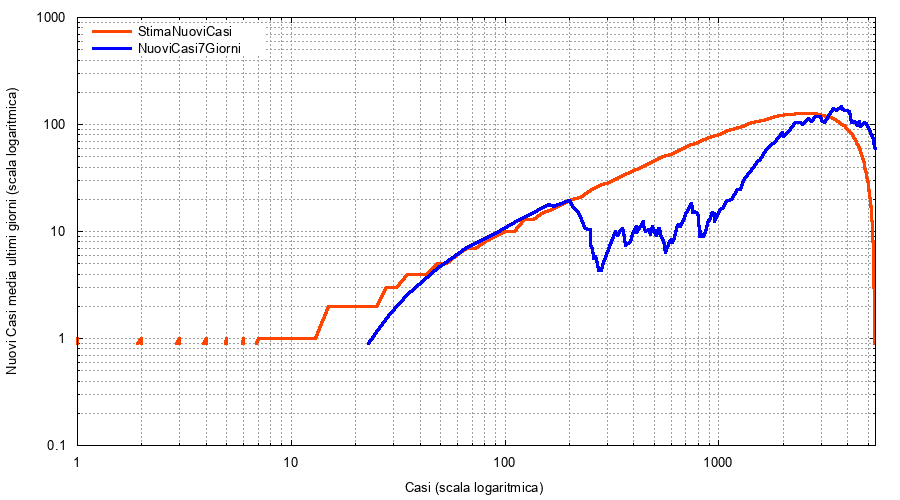 1000
100
10
1
0.1
StimaNuoviCasi
NuoviCasi7Giorni
Nuovi Casi media ultimi giorni (scala logaritmica)
1 10 100 1000
Casi (scala logaritmica)